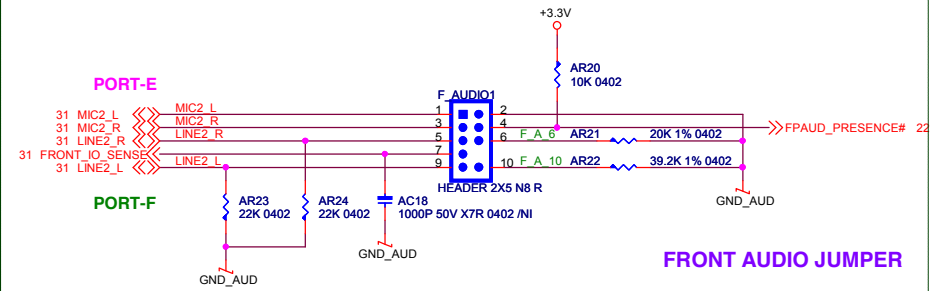 +3.3V
AR20
10K 0402
PORT-E
F_AUDIO1
31 MIC2_L MIC2_L 1 2
31 MIC2_R MIC2_R 3 4 FPAUD_PRESENCE# 22
31 LINE2_R LINE2_R 5 6 F_A_6 AR21 20K 1% 0402
31 FRONT_IO_SENSE 7
31 LINE2_L LINE2_L 9 10 F_A_10 AR22 39.2K 1% 0402
HEADER 2X5 N8 R
PORT-F
AR23
22K 0402
AR24
22K 0402
AC18
1000P 50V X7R 0402 /NI
GND_AUD
GND_AUD
GND_AUD
FRONT AUDIO JUMPER